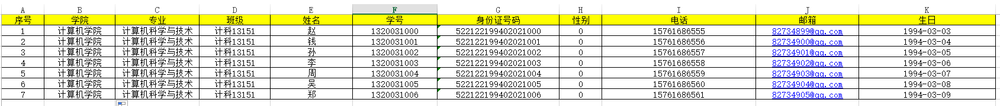 A B C D E F G H I J K
序号 学院 专业 班级 姓名 学号 身份证号码 性别 电话 邮箱 生日
1 计算机学院 计算机科学与技术 计科13151 赵 1320031000 522122199402021000 0 15761686555 82734899@qq.com 1994-03-03
2 计算机学院 计算机科学与技术 计科13151 钱 1320031001 522122199402021001 0 15761686556 82734900@qq.com 1994-03-04
3 计算机学院 计算机科学与技术 计科13151 孙 1320031002 522122199402021002 0 15761686557 82734901@qq.com 1994-03-05
4 计算机学院 计算机科学与技术 计科13151 李 1320031003 522122199402021003 0 15761686558 82734902@qq.com 1994-03-06
5 计算机学院 计算机科学与技术 计科13151 周 1320031004 522122199402021004 0 15761686559 82734903@qq.com 1994-03-07
6 计算机学院 计算机科学与技术 计科13151 吴 1320031005 522122199402021005 0 15761686560 82734904@qq.com 1994-03-08
7 计算机学院 计算机科学与技术 计科13151 郑 1320031006 522122199402021006 0 15761686561 82734905@qq.com 1994-03-09